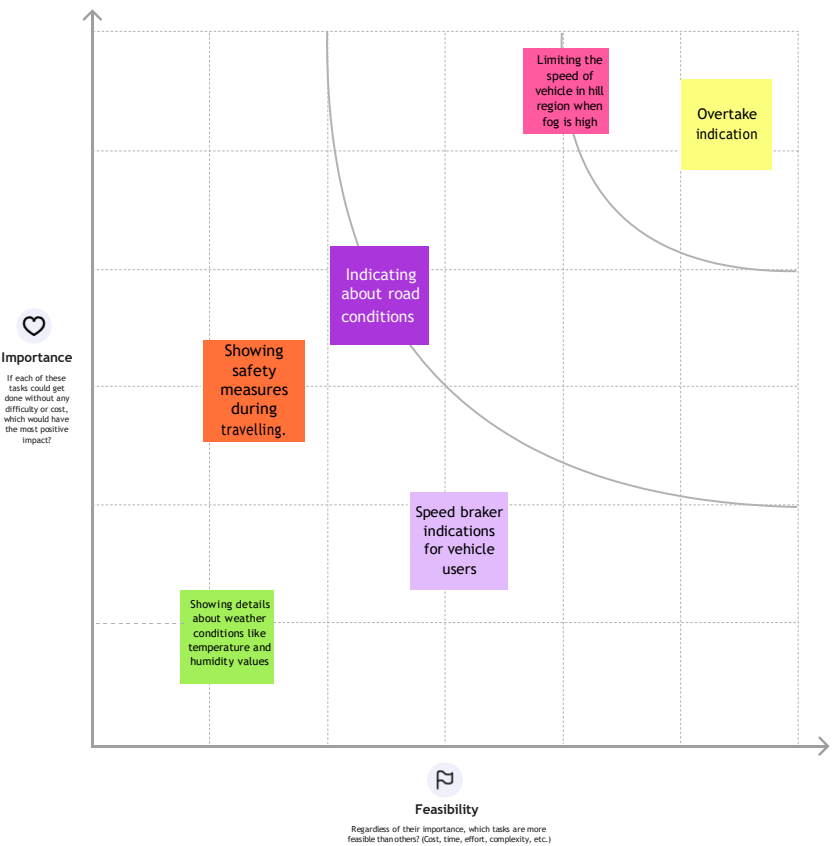 Limiting the
speed of
vehicle in hill
region when
fog is high
Overtake
indication
Indicating
about road
conditions
Showing
safety
measures
during
travelling.
Speed braker
indications
for vehicle
users
Showing details
about weather
conditions like
temperature and
humidity values
Importance
If each of these
tasks could get
done without any
difficulty or cost,
which would have
the most positive
impact?
Feasibility
Regardless of their importance, which tasks are more
feasible than others? (Cost, time, effort, complexity, etc.)